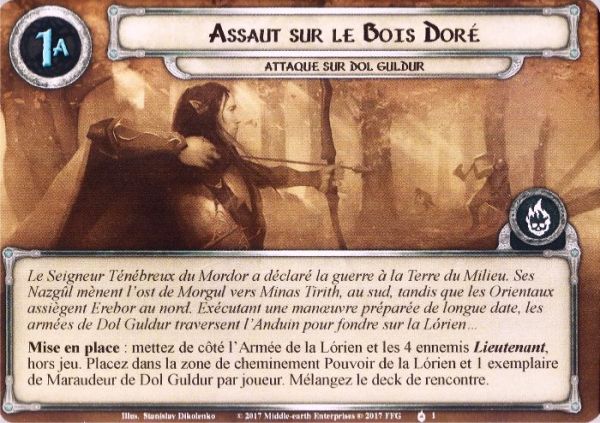 1A
Assaut sur le Bois Doré
Attaque sur Dol Guldur
Le Seigneur Ténébreux du Mordor a déclaré la guerre à la Terre du Milieu. Ses
Nazgûl mènent l'ost de Morgul vers Minas Tirith, au sud, tandis que les Orientaux
assiègent Erebor au nord. Exécutant une manœuvre préparée de longue date, les
armées de Dol Guldur traversent l'Anduin pour fondre sur la Lórien...
Mise en place : mettez de côté l'Armée de la Lórien et les 4 ennemis Lieutenant,
hors jeu. Placez dans la zone de cheminement Pouvoir de la Lórien et 1 exemplaire
de Maraudeur de Dol Guldur par joueur. Mélangez le deck de rencontre.
Illus. Stanislav Dikolenko © 2017 Middle-earth Enterprises © 2017 FFG 1